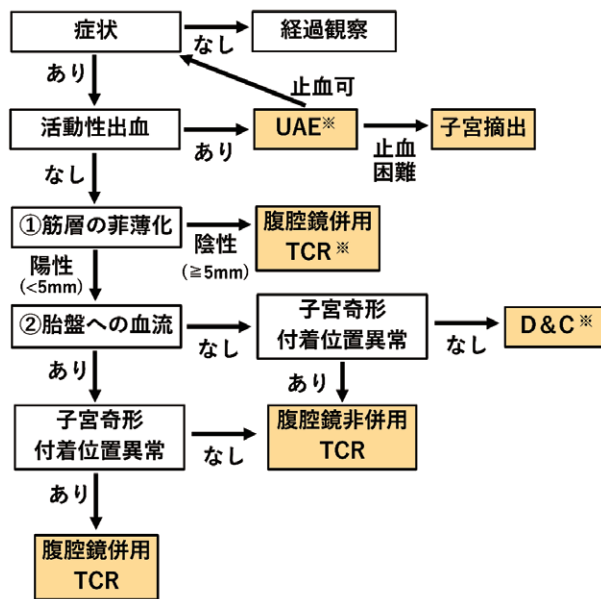 症状
なし
経過観察
あり
止血可
活動性出血
あり
UAE※
止血
困難
子宮摘出
なし
①筋層の菲薄化
陰性
(≧5mm)
腹腔鏡併用
TCR※
陽性
(<5mm)
②胎盤への血流
なし
子宮奇形
付着位置異常
なし
D&C※
あり
あり
子宮奇形
付着位置異常
なし
腹腔鏡非併用
TCR
あり
腹腔鏡併用
TCR